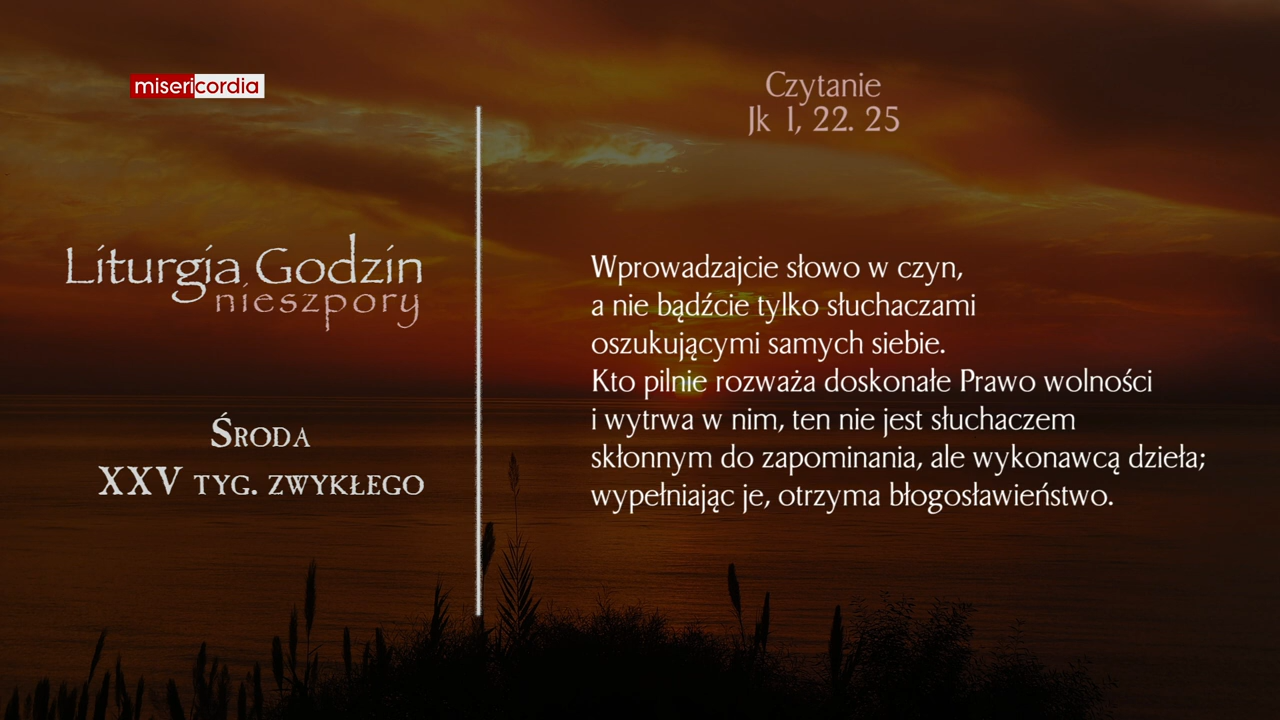 misericordia
Liturgia Godzin
nieszpory
Środa
XXV tyg. zwykłego
Czytanie
Jk 1, 22. 25
Wprowadzajcie słowo w czyn,
a nie bądźcie tylko słuchaczami
oszukującymi samych siebie.
Kto pilnie rozważa doskonałe Prawo wolności
i wytrwa w nim, ten nie jest słuchaczem
skłonnym do zapominania, ale wykonawcą dzieła;
wypełniając je, otrzyma błogosławieństwo.